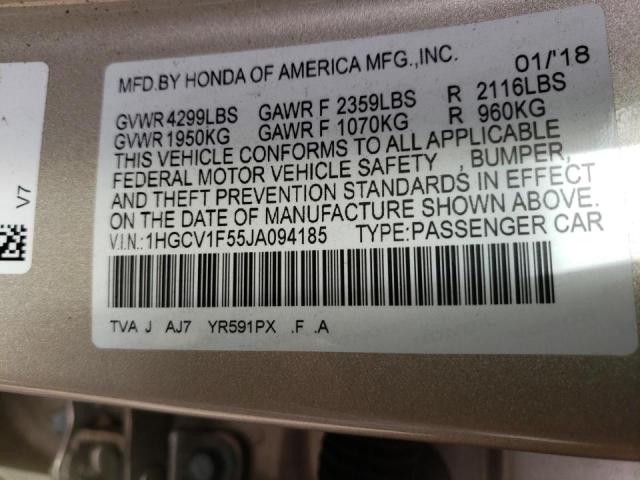 MFD.BY HONDA OF AMERICA MFG.,INC. 01/'18
GVWR 4299LBS GAWR F 2359LBS R 2116LBS
GVWR 1950KG GAWR F 1070KG R 960KG
THIS VEHICLE CONFORMS TO ALL APPLICABLE
FEDERAL MOTOR VEHICLE SAFETY , BUMPER,
AND THEFT PREVENTION STANDARDS IN EFFECT
ON THE DATE OF MANUFACTURE SHOWN ABOVE.
V.I.N.: 1HGCV1F55JA094185 TYPE:PASSENGER CAR
TVA J AJ7 YR591PX .F .A
V7